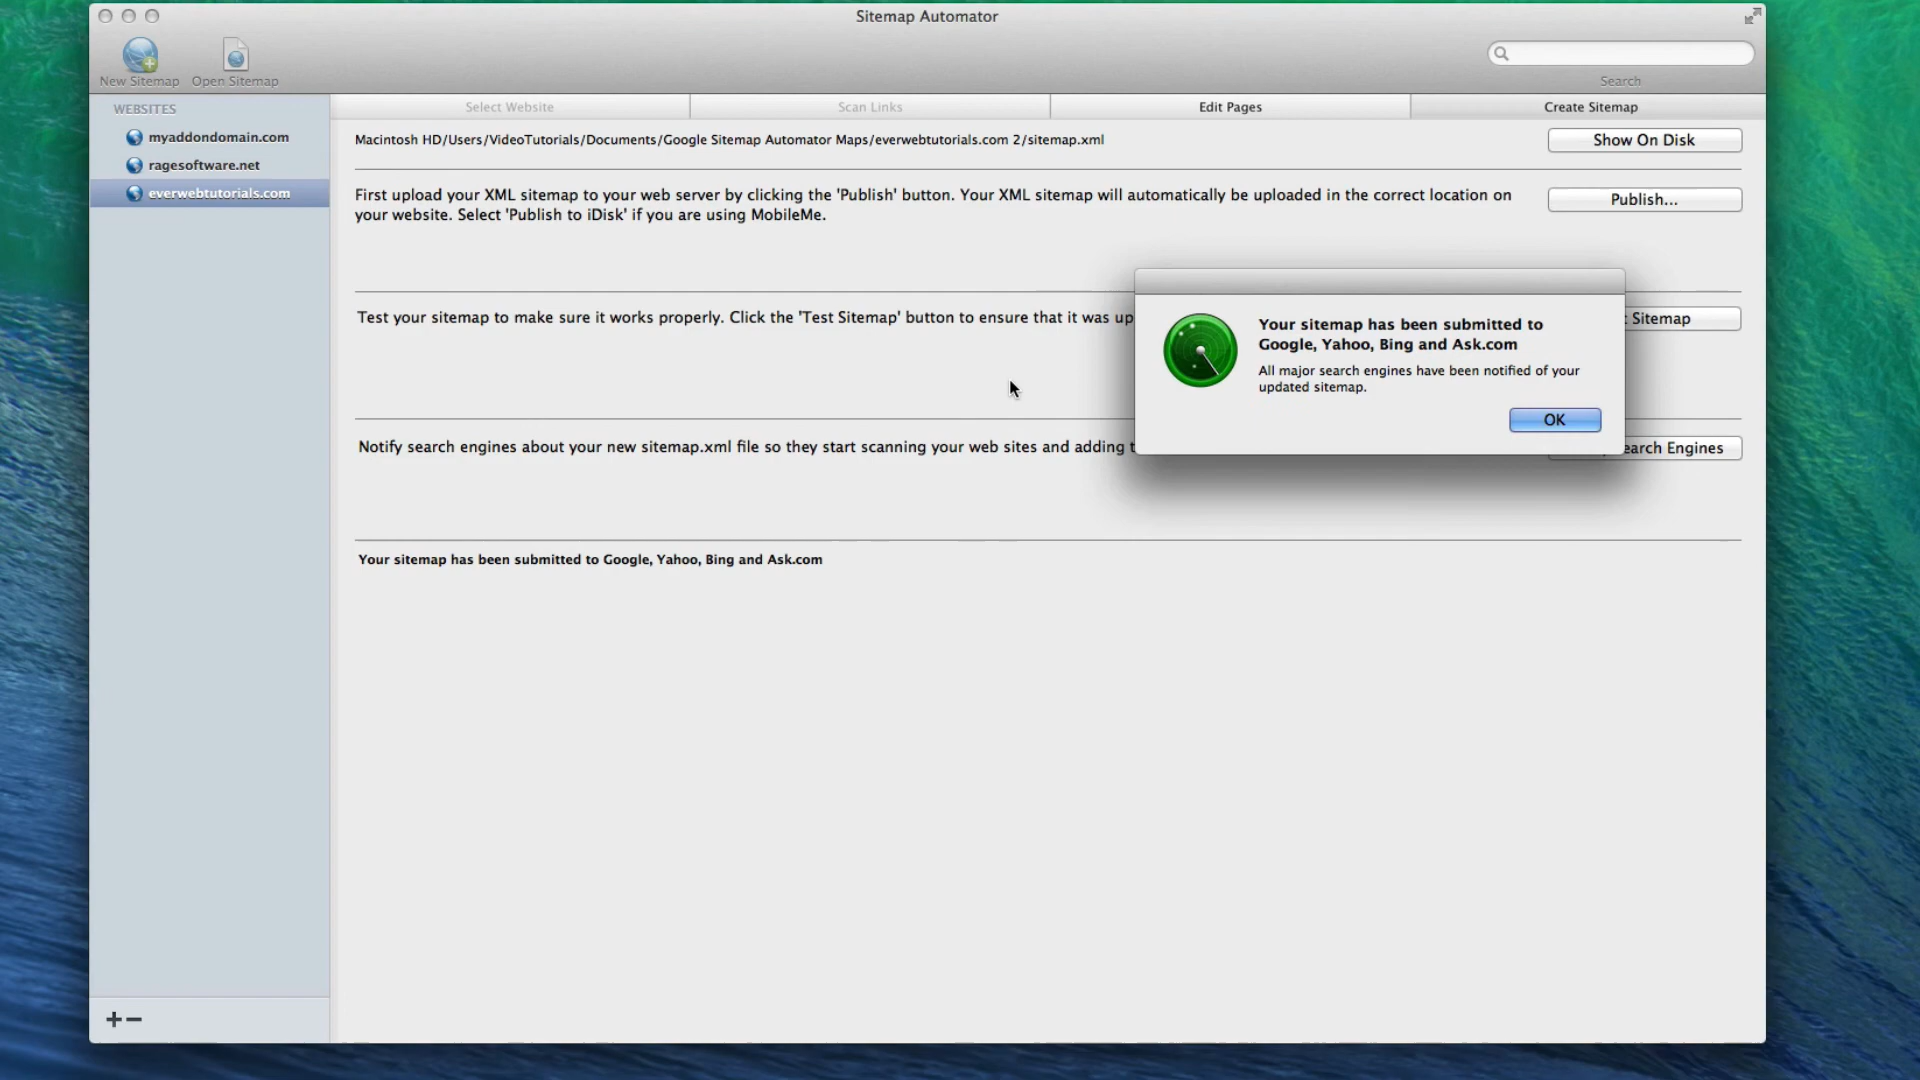 Sitemap Automator
New Sitemap
Open Sitemap
Search
WEBSITES
myaddondomain.com
ragesoftware.net
everwebtutorials.com
Select Website
Scan Links
Edit Pages
Create Sitemap
Macintosh HD/Users/VideoTutorials/Documents/Google Sitemap Automator Maps/everwebtutorials.com 2/sitemap.xml
Show On Disk
First upload your XML sitemap to your web server by clicking the 'Publish' button. Your XML sitemap will automatically be uploaded in the correct location on
your website. Select 'Publish to iDisk' if you are using MobileMe.
Publish...
Test your sitemap to make sure it works properly. Click the 'Test Sitemap' button to ensure that it was up
Sitemap
Your sitemap has been submitted to
Google, Yahoo, Bing and Ask.com
All major search engines have been notified of your
updated sitemap.
OK
Notify search engines about your new sitemap.xml file so they start scanning your web sites and adding
Engines
Your sitemap has been submitted to Google, Yahoo, Bing and Ask.com